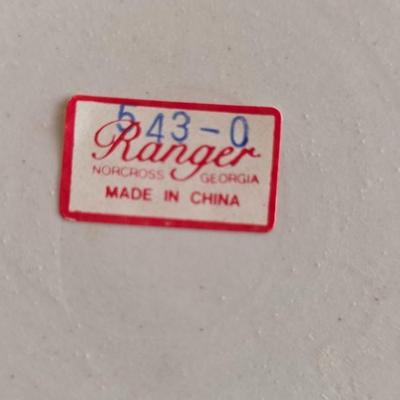 543-0
Ranger
NORCROSS GEORGIA
MADE IN CHINA